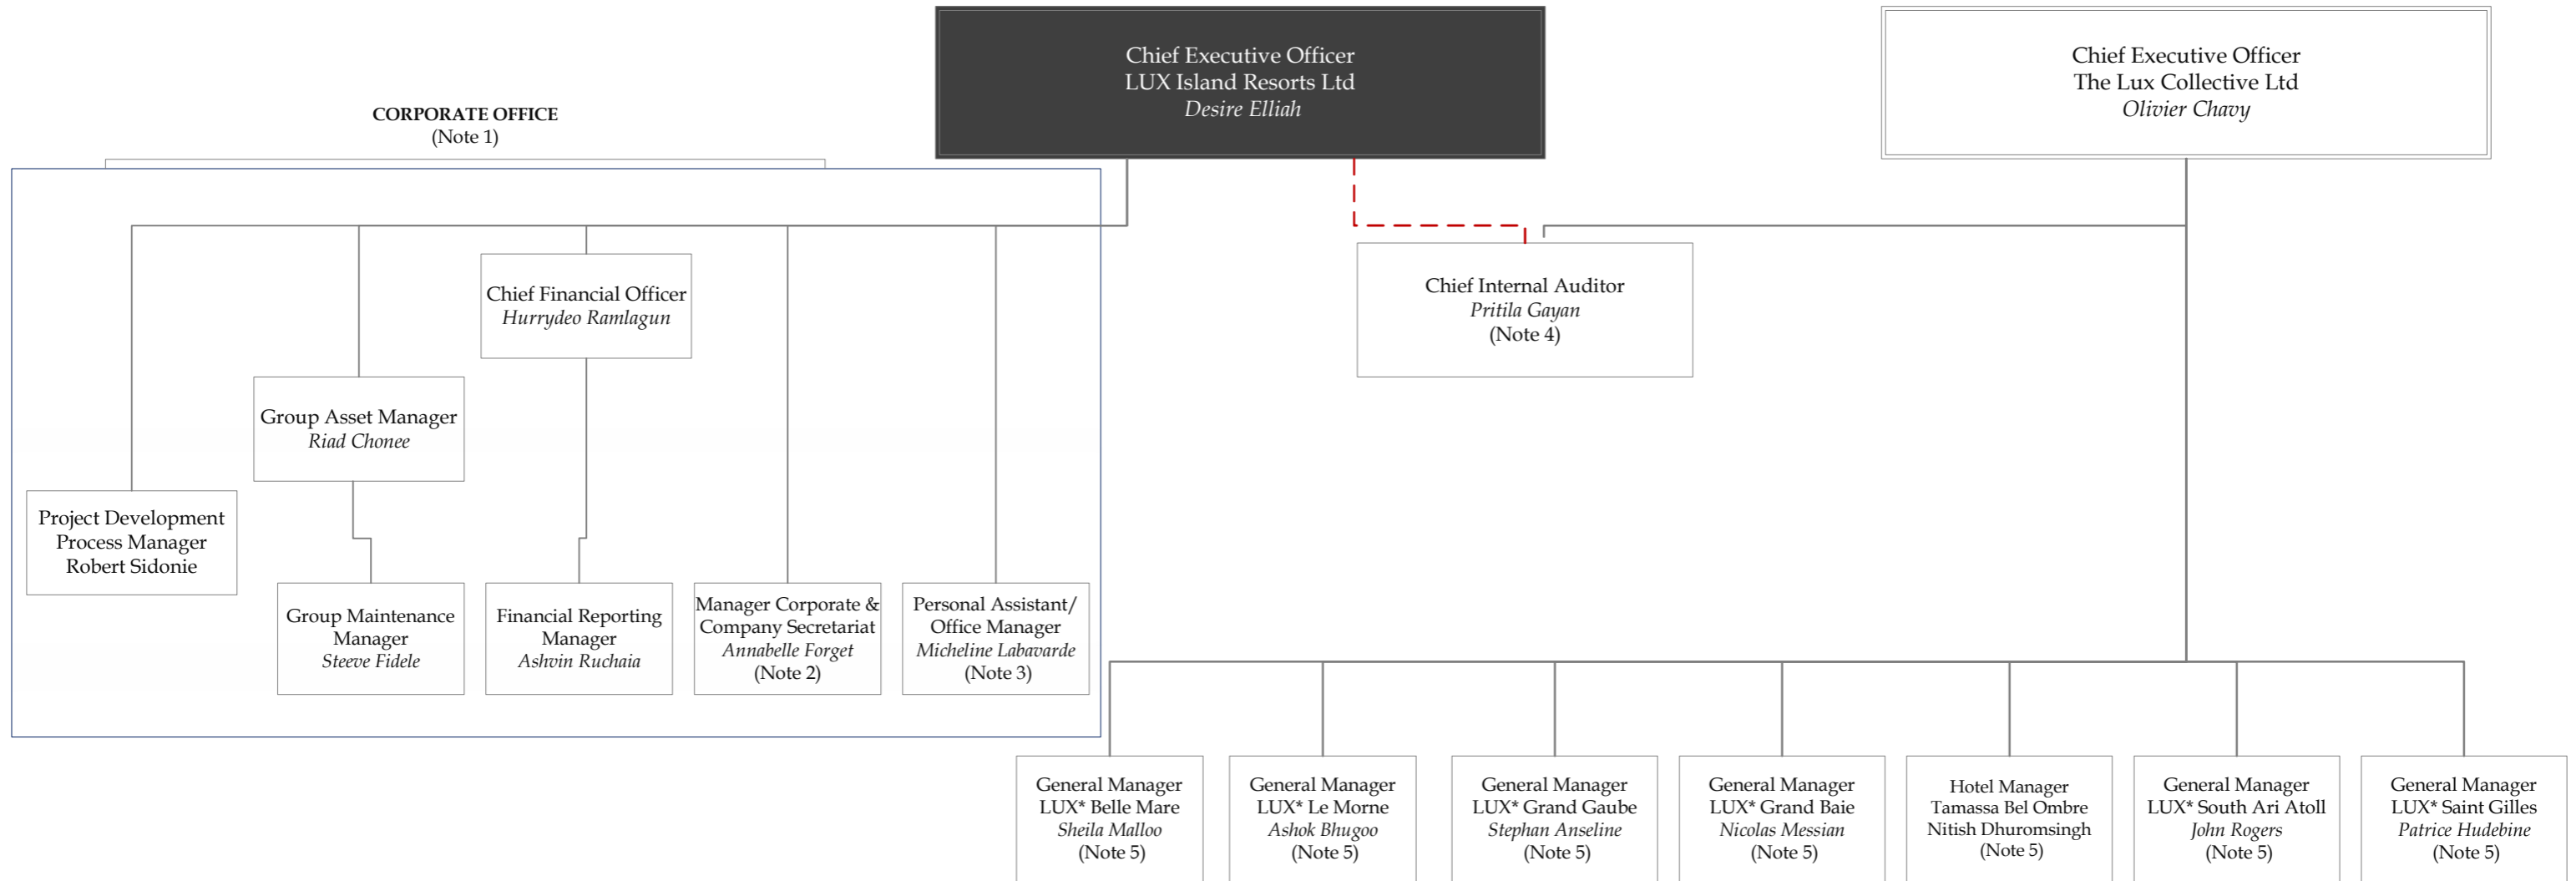 Chief Executive Officer
LUX Island Resorts Ltd
Desire Elliah
Chief Executive Officer
The Lux Collective Ltd
Olivier Chavy
CORPORATE OFFICE
(Note 1)
Chief Internal Auditor
Pritila Gayan
(Note 4)
Chief Financial Officer
Hurrydeo Ramlagun
Group Asset Manager
Riad Chonee
Project Development
Process Manager
Robert Sidonie
Group Maintenance
Manager
Steeve Fidele
Financial Reporting
Manager
Ashvin Ruchaia
Manager Corporate &
Company Secretariat
Annabelle Forget
(Note 2)
Personal Assistant/
Office Manager
Micheline Labavarde
(Note 3)
General Manager
LUX* Belle Mare
Sheila Malloo
(Note 5)
General Manager
LUX* Le Morne
Ashok Bhugoo
(Note 5)
General Manager
LUX* Grand Gaube
Stephan Anseline
(Note 5)
General Manager
LUX* Grand Baie
Nicolas Messian
(Note 5)
Hotel Manager
Tamassa Bel Ombre
Nitish Dhuromsingh
(Note 5)
General Manager
LUX* South Ari Atoll
John Rogers
(Note 5)
General Manager
LUX* Saint Gilles
Patrice Hudebine
(Note 5)